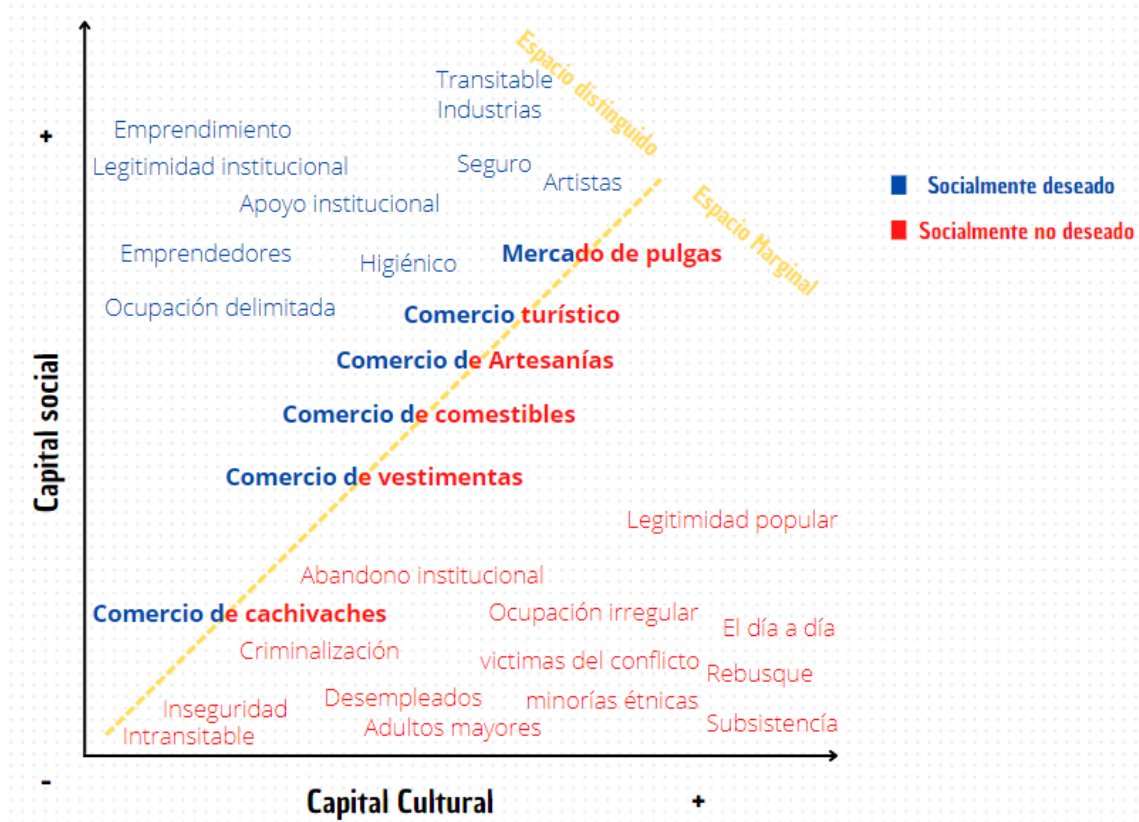 Espacio distinguido
Transitable
Industrias
+
Emprendimiento
Legitimidad institucional
Seguro
Artistas
Apoyo institucional
Espacio Marginal
Socialmente deseado
Socialmente no deseado
Emprendedores
Higiénico
Mercado de pulgas
Ocupación delimitada
Comercio turístico
Comercio de Artesanías
Comercio de comestibles
Capital social
Comercio de vestimentas
Legitimidad popular
Abandono institucional
Comercio de cachivaches
Ocupación irregular
El día a día
Criminalización
victimas del conflicto
Rebusque
Desempleados
minorías étnicas
Inseguridad
Adultos mayores
Subsistencía
Intransitable
-
Capital Cultural
+